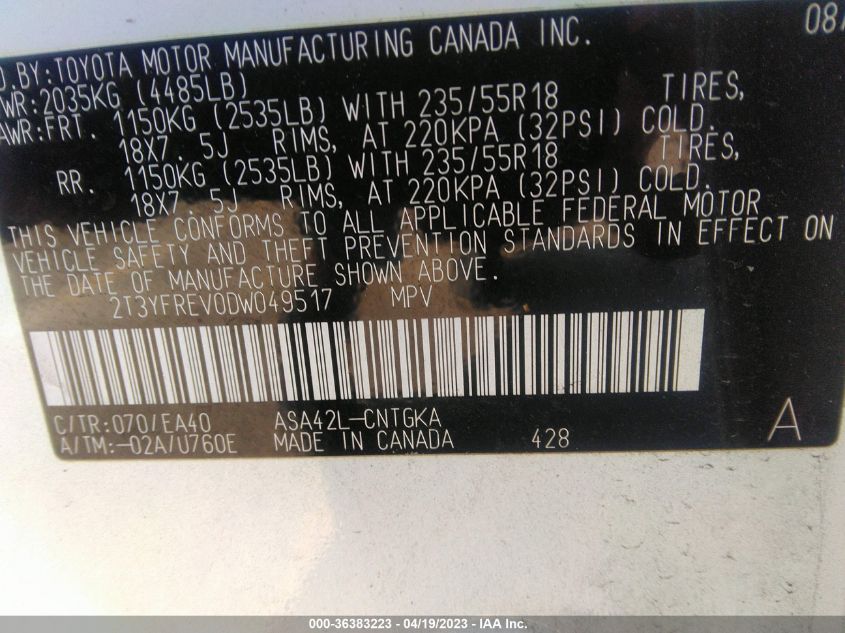 08/
D. BY: TOYOTA MOTOR MANUFACTURING CANADA INC.
WR: 2035KG (4485LB)
AWR: FRT. 1150KG (2535LB) WITH 235/55R18 TIRES,
18X7. 5J RIMS, AT 220KPA (32PSI) COLD.
RR. 1150KG (2535LB) WITH 235/55R18 TIRES,
18X7. 5J RIMS, AT 220KPA (32PSI) COLD.
THIS VEHICLE CONFORMS TO ALL APPLICABLE FEDERAL MOTOR
VEHICLE SAFETY AND THEFT PREVENTION STANDARDS IN EFFECT ON
THE DATE OF MANUFACTURE SHOWN ABOVE.
2T3YFREV0DW049517 MPV
C/TR:070/EA40 ASA42L-CNTGKA
A/TM:-02A/U760E MADE IN CANADA 428 A
000-36383223 - 04/19/2023 - IAA Inc.